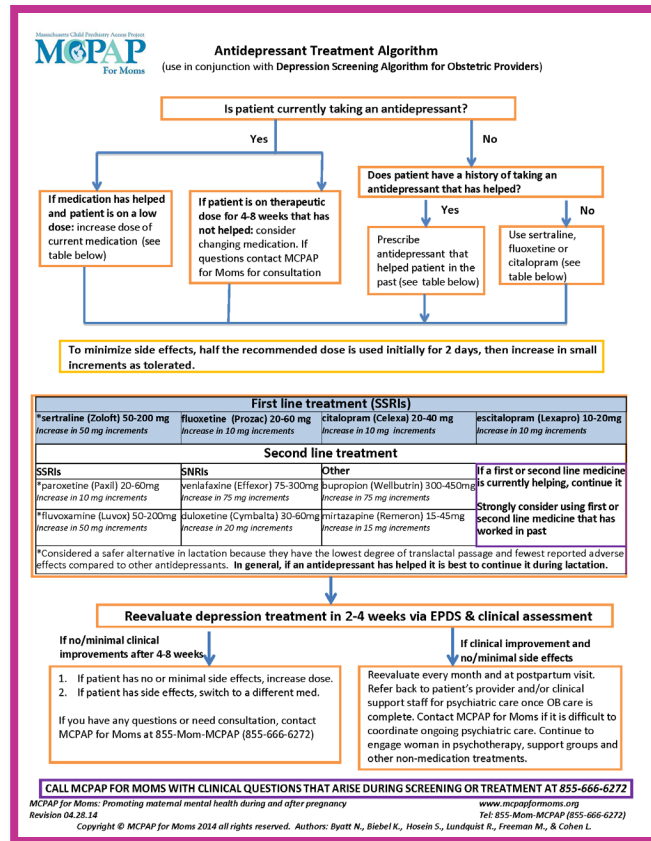 Massachusetts Child Psychiatry Access Project
MCPAP
For Moms
Antidepressant Treatment Algorithm
(use in conjunction with Depression Screening Algorithm for Obstetric Providers)
Is patient currently taking an antidepressant?
Yes
No
Does patient have a history of taking an
antidepressant that has helped?
If medication has helped
and patient is on a low
dose: increase dose of
current medication (see
table below)
If patient is on therapeutic
dose for 4-8 weeks that has
not helped: consider
changing medication. If
questions contact MCPAP
for Moms for consultation
Yes
No
Prescribe
antidepressant that
helped patient in the
past (see table below)
Use sertraline,
fluoxetine or
citalopram (see
table below)
To minimize side effects, half the recommended dose is used initially for 2 days, then increase in small
increments as tolerated.
First line treatment (SSRIs)
*sertraline (Zoloft) 50-200 mg
Increase in 50 mg increments
fluoxetine (Prozac) 20-60 mg
Increase in 10 mg increments
citalopram (Celexa) 20-40 mg
Increase in 10 mg increments
escitalopram (Lexapro) 10-20mg
Increase in 10 mg increments
Second line treatment
SSRIs
SNRIs
Other
*paroxetine (Paxil) 20-60mg
Increase in 10 mg increments
venlafaxine (Effexor) 75-300mg
Increase in 75 mg increments
bupropion (Wellbutrin) 300-450mg
Increase in 75 mg increments
*fluvoxamine (Luvox) 50-200mg
Increase in 50 mg increments
duloxetine (Cymbalta) 30-60mg
Increase in 20 mg increments
mirtazapine (Remeron) 15-45mg
Increase in 15 mg increments
If a first or second line medicine
is currently helping, continue it
Strongly consider using first or
second line medicine that has
worked in past
*Considered a safer alternative in lactation because they have the lowest degree of translactal passage and fewest reported adverse
effects compared to other antidepressants. In general, if an antidepressant has helped it is best to continue it during lactation.
Reevaluate depression treatment in 2-4 weeks via EPDS & clinical assessment
If no/minimal clinical
improvements after 4-8 weeks
If clinical improvement and
no/minimal side effects
1. If patient has no or minimal side effects, increase dose.
2. If patient has side effects, switch to a different med.
If you have any questions or need consultation, contact
MCPAP for Moms at 855-Mom-MCPAP (855-666-6272)
Reevaluate every month and at postpartum visit.
Refer back to patient's provider and/or clinical
support staff for psychiatric care once OB care is
complete. Contact MCPAP for Moms if it is difficult to
coordinate ongoing psychiatric care. Continue to
engage woman in psychotherapy, support groups and
other non-medication treatments.
CALL MCPAP FOR MOMS WITH CLINICAL QUESTIONS THAT ARISE DURING SCREENING OR TREATMENT AT 855-666-6272
MCPAP for Moms: Promoting maternal mental health during and after pregnancy
www.mcpapformoms.org
Revision 04.28.14
Tel: 855-Mom-MCPAP (855-666-6272)
Copyright © MCPAP for Moms 2014 all rights reserved. Authors: Byatt N., Biebel K., Hosein S., Lundquist R., Freeman M., & Cohen L.